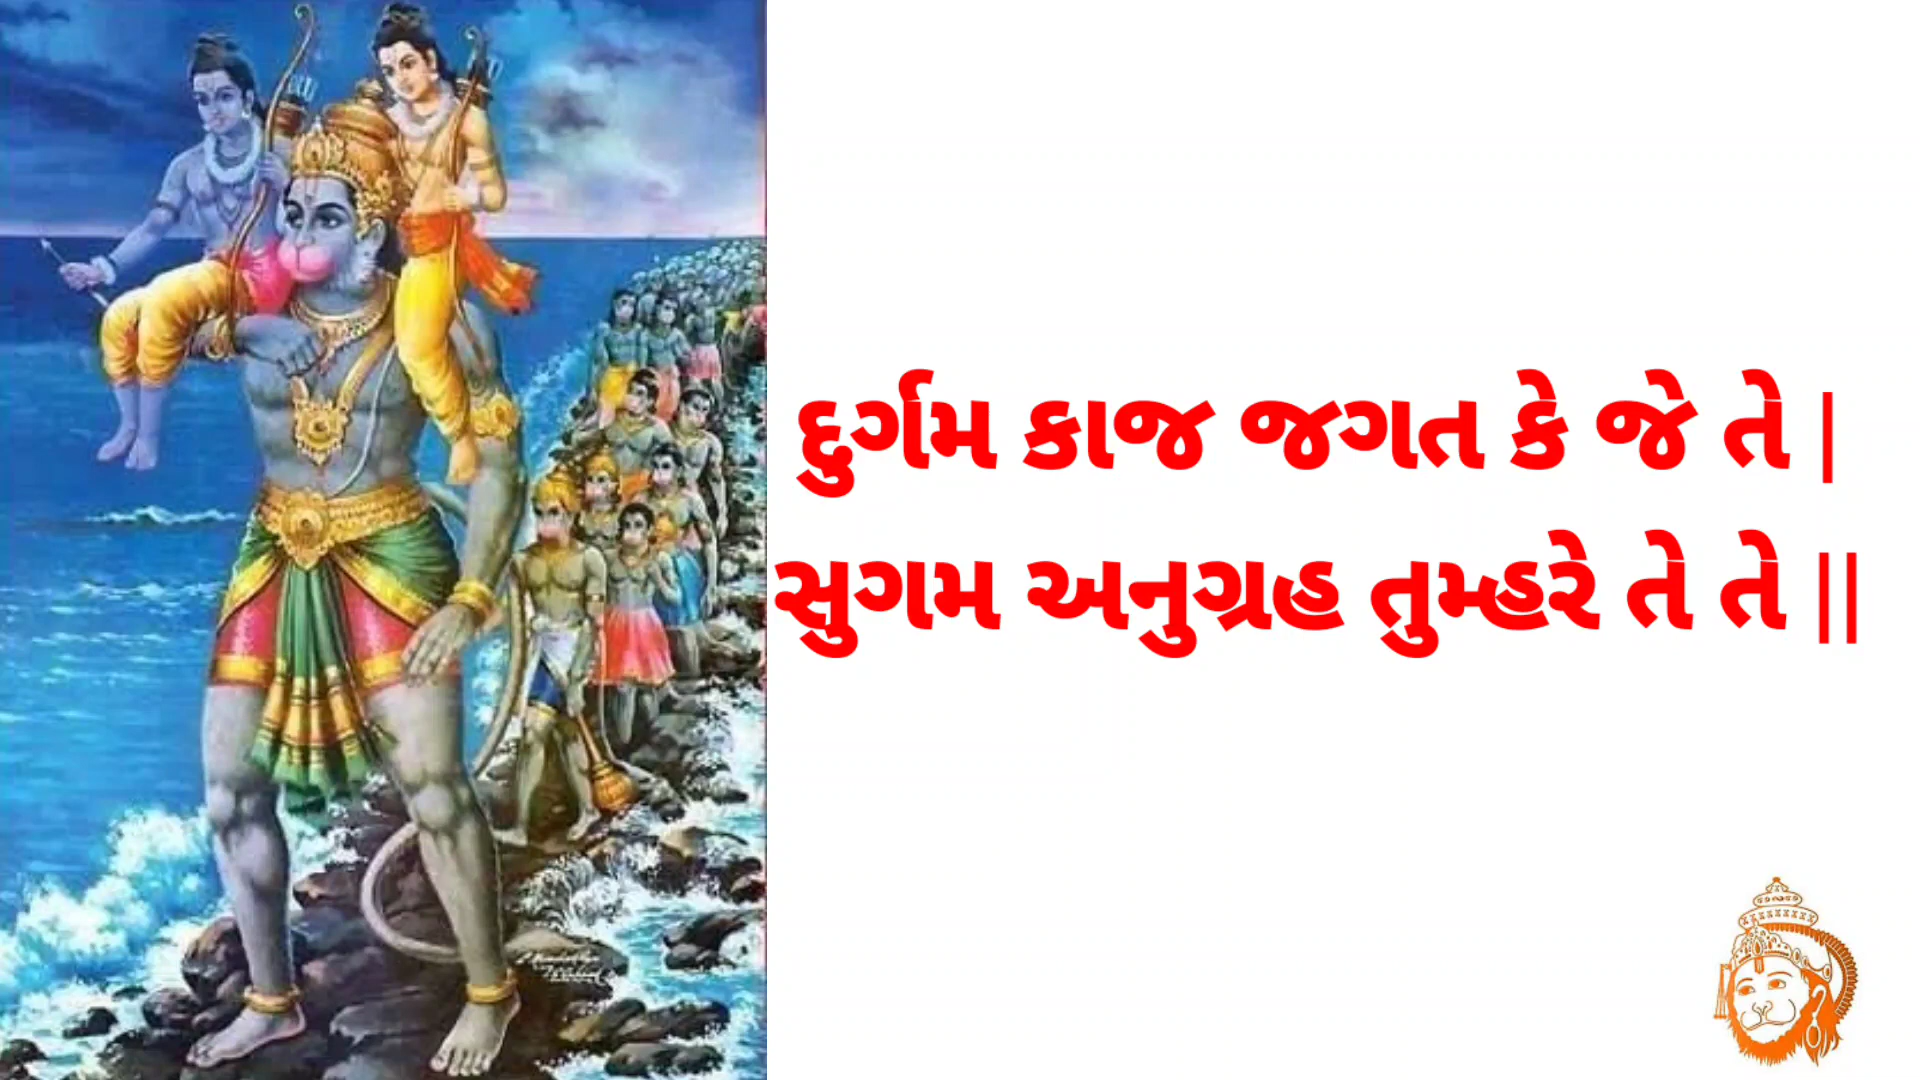 દુર્ગમ કાજ જગત કે જે તે |
સુગમ અનુગ્રહ તુમ્હરે તે તે ||